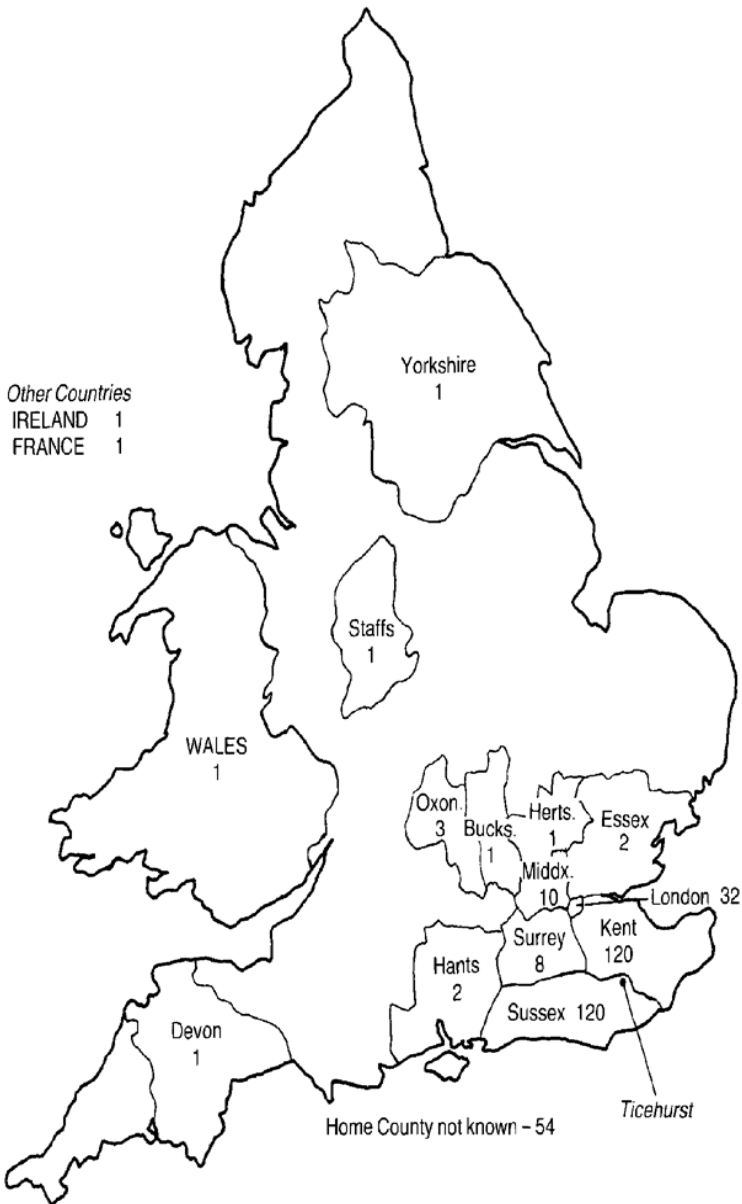 Yorkshire
1
Other Countries
IRELAND 1
FRANCE 1
Staffs
1
WALES
1
Oxon.
3
Bucks.
1
Herts.
1
Essex
2
Middx.
10
London 32
Kent
120
Surrey
8
Hants
2
Sussex 120
Devon
1
Ticehurst
Home County not known – 54